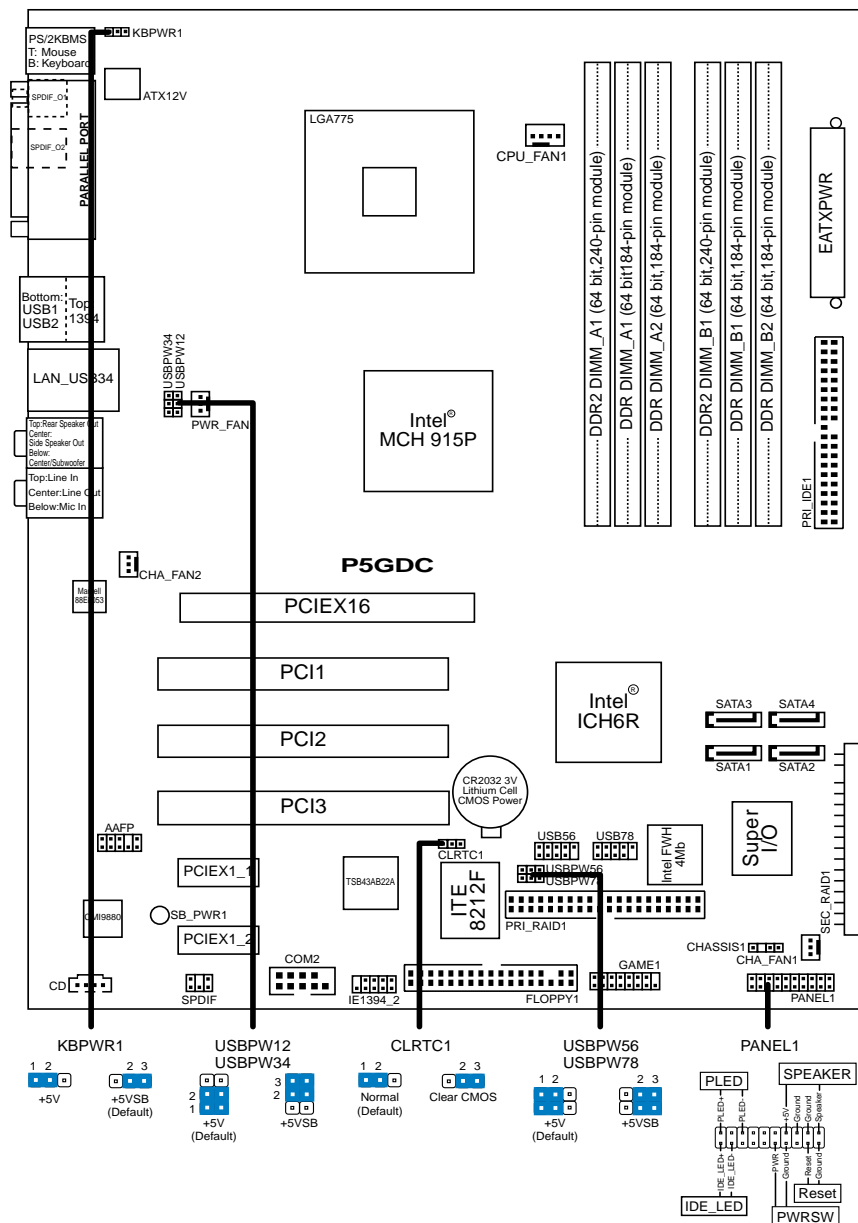 PS/2KBMS
T: Mouse
B: Keyboard
KBPWR1
ATX12V
SPDIF_O1
SPDIF_O2
PARALLEL PORT
LGA775
CPU_FAN1
DDR2 DIMM_A1 (64 bit,240-pin module)
DDR DIMM_A1 (64 bit184-pin module)
DDR DIMM_A2 (64 bit,184-pin module)
DDR2 DIMM_B1 (64 bit,240-pin module)
DDR DIMM_B1 (64 bit,184-pin module)
DDR DIMM_B2 (64 bit,184-pin module)
EATXPWR
PRI_IDE1
Bottom:
USB1
USB2
Top:
1394
LAN_USB34
USBPW34
USBPW12
PWR_FAN
Top:Rear Speaker Out
Center:
Side Speaker Out
Below:
Center/Subwoofer
Top:Line In
Center:Line Out
Below:Mic In
Intel®
MCH 915P
CHA_FAN2
P5GDC
PCIEX16
PCI1
PCI2
PCI3
Intel®
ICH6R
SATA3
SATA4
SATA1
SATA2
CR2032 3V
Lithium Cell
CMOS Power
AAFP
CLRTC1
USB56
USB78
USBPW56
Intel FWH
4Mb
Super
I/O
PCIEX1_1
TSB43AB22A
ITE
8212F
PRI_RAID1
SEC_RAID1
SB_PWR1
PCIEX1_2
CHASSIS1
CHA_FAN1
CD
SPDIF
COM2
IE1394_2
FLOPPY1
GAME1
PANEL1
KBPWR1
USBPW12
USBPW34
CLRTC1
USBPW56
USBPW78
PANEL1
1 2
+5V
2 3
+5VSB
(Default)
2
1
+5V
(Default)
3
2
+5VSB
1 2
Normal
(Default)
2 3
Clear CMOS
1 2
+5V
(Default)
2 3
+5VSB
PLED
SPEAKER
PLED+
PLED-
+5V
Ground
Ground
Speaker
IDE_LED+
IDE_LED-
PWR
Ground
Reset
Ground
IDE_LED
Reset
PWRSW